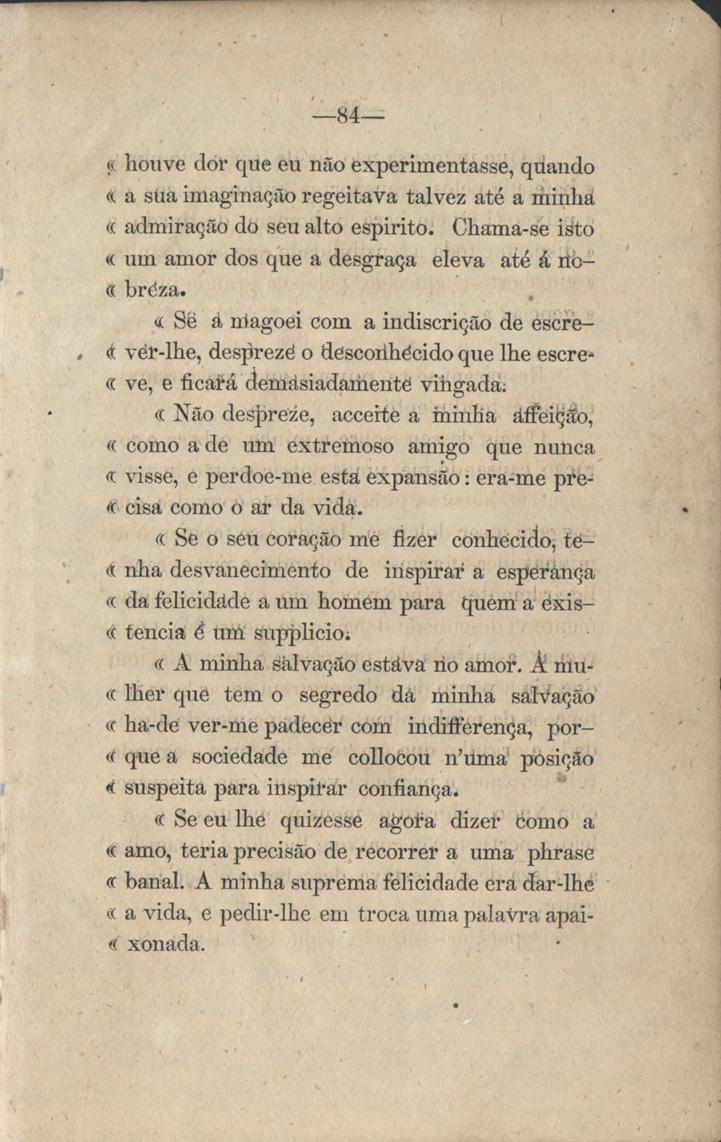 —84—
« houve dor que eu não experimentasse, quando
« a sua imaginação regeitava talvez até a minha
« admiração do seu alto espirito. Chama-se isto
« um amor dos que a desgraça eleva até á no-
« breza.
« Se a magoei com a indiscrição de escre-
« ver-lhe, despreze o desconhecido que lhe escre-
« ve, e ficará demasiadamente vingada.
« Não despreze, acceite a minha affeição,
« como a de um extremoso amigo que nunca
« visse, e perdoe-me esta expansão : era-me pre-
« cisa como o ar da vida.
« Se o seu coração me fizer conhecido, te-
« nha desvanecimento de inspirar a esperança
« da felicidade a um homem para quem a exis-
« tencia é um supplicio.
« A minha salvação estava no amor. A mu-
« lher que tem o segredo da minha salvação
« ha-de ver-me padecer com indifferença, por-
« que a sociedade me collocou n'uma posição
« suspeita para inspirar confiança.
« Se eu lhe quizesse agora dizer como a
« amo, teria precisão de recorrer a uma phrase
« banal. A minha suprema felicidade era dar-lhe
« a vida, e pedir-lhe em troca uma palavra apai-
« xonada.